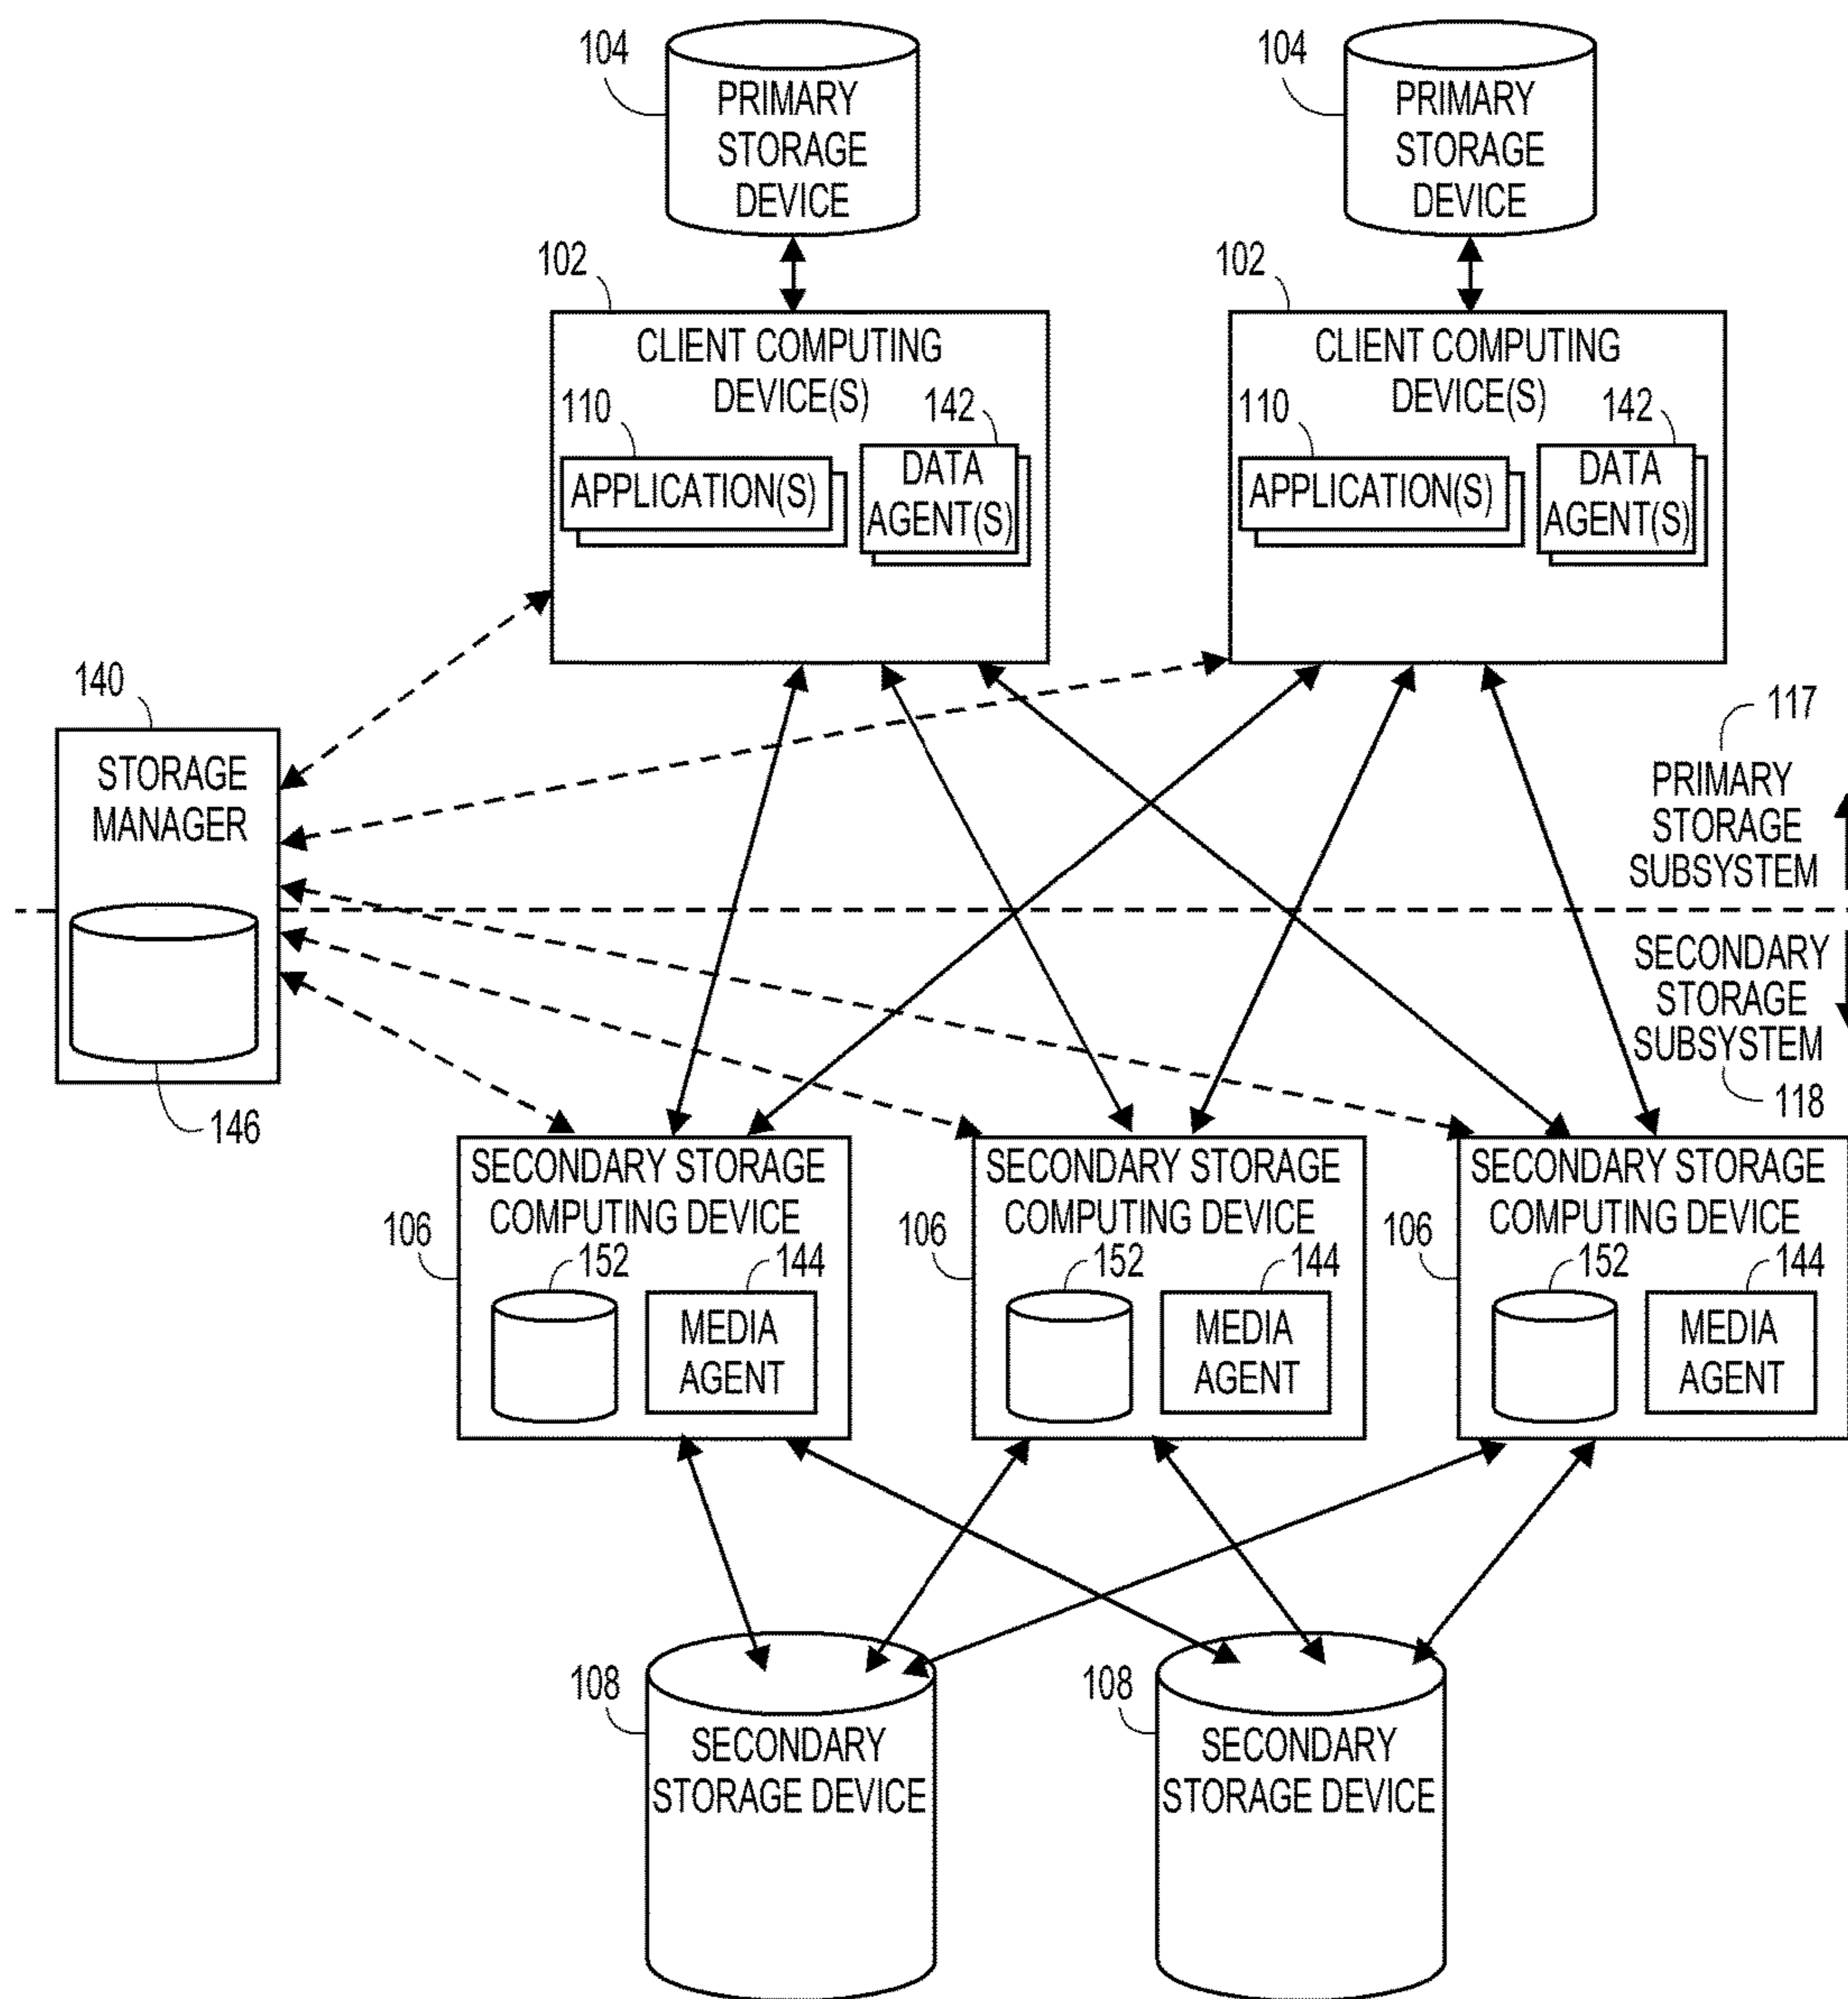 104
PRIMARY
STORAGE
DEVICE
104
PRIMARY
STORAGE
DEVICE
102
CLIENT COMPUTING
DEVICE(S)
110
APPLICATION(S)
142
DATA
AGENT(S)
102
CLIENT COMPUTING
DEVICE(S)
110
APPLICATION(S)
142
DATA
AGENT(S)
140
STORAGE
MANAGER
146
117
PRIMARY
STORAGE
SUBSYSTEM
SECONDARY
STORAGE
SUBSYSTEM
118
106
SECONDARY STORAGE
COMPUTING DEVICE
152
144
MEDIA
AGENT
106
SECONDARY STORAGE
COMPUTING DEVICE
152
144
MEDIA
AGENT
106
SECONDARY STORAGE
COMPUTING DEVICE
152
144
MEDIA
AGENT
108
SECONDARY
STORAGE DEVICE
108
SECONDARY
STORAGE DEVICE